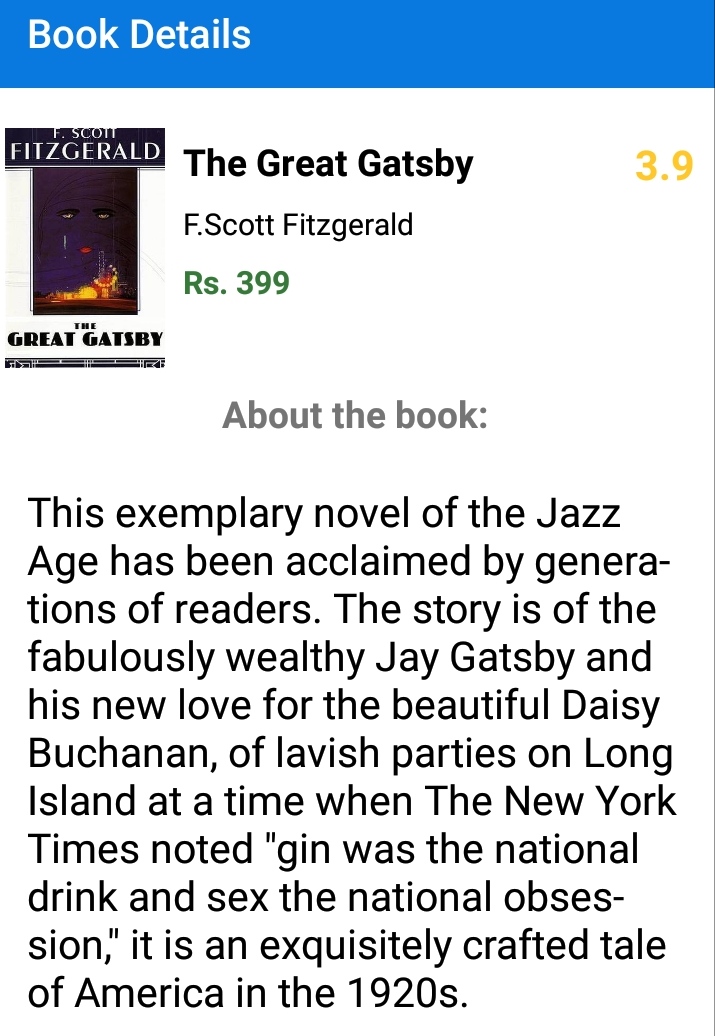 Book Details
F. SCOTT
FITZGERALD
THE
GREAT GATSBY
The Great Gatsby
3.9
F.Scott Fitzgerald
Rs. 399
About the book:
This exemplary novel of the Jazz
Age has been acclaimed by genera-
tions of readers. The story is of the
fabulously wealthy Jay Gatsby and
his new love for the beautiful Daisy
Buchanan, of lavish parties on Long
Island at a time when The New York
Times noted "gin was the national
drink and sex the national obses-
sion," it is an exquisitely crafted tale
of America in the 1920s.